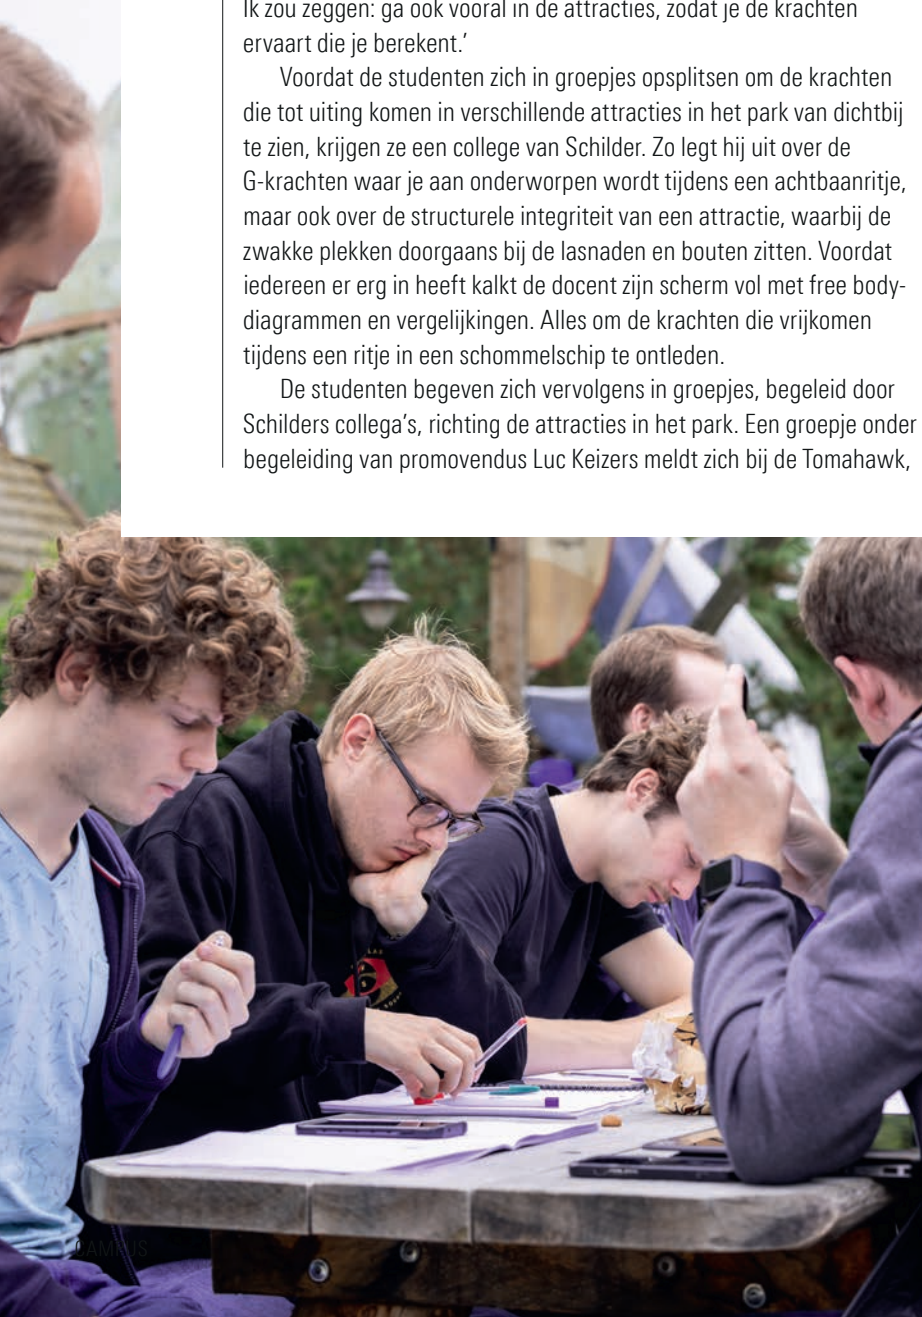 Ik zou zeggen: ga ook vooral in de attracties, zodat je de krachten
ervaart die je berekent.’
Voordat de studenten zich in groepjes opsplitsen om de krachten
die tot uiting komen in verschillende attracties in het park van dichtbij
te zien, krijgen ze een college van Schilder. Zo legt hij uit over de
G-krachten waar je aan onderworpen wordt tijdens een achtbaanritje,
maar ook over de structurele integriteit van een attractie, waarbij de
zwakke plekken doorgaans bij de lasnaden en bouten zitten. Voordat
iedereen er erg in heeft kalkt de docent zijn scherm vol met free body-
diagrammen en vergelijkingen. Alles om de krachten die vrijkomen
tijdens een ritje in een schommelschip te ontleden.
De studenten begeven zich vervolgens in groepjes, begeleid door
Schilders collega’s, richting de attracties in het park. Een groepje onder
begeleiding van promovendus Luc Keizers meldt zich bij de Tomahawk,
CAMPUS